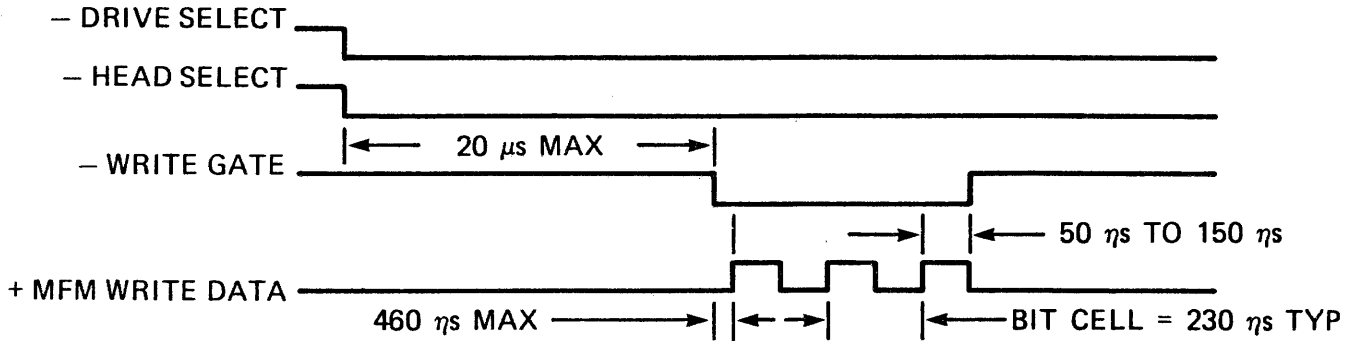 – DRIVE SELECT
– HEAD SELECT
20 μs MAX
– WRITE GATE
50 ηs TO 150 ηs
+ MFM WRITE DATA
460 ηs MAX
BIT CELL = 230 ηs TYP